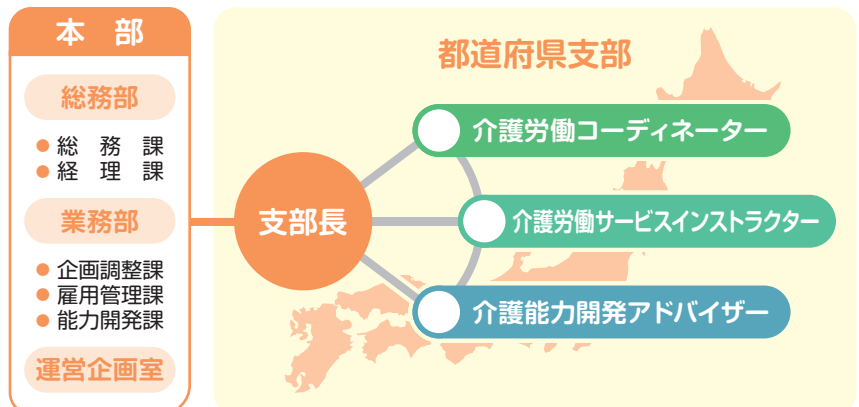 本 部
総務部
● 総 務 課
● 経 理 課
業務部
● 企画調整課
● 雇用管理課
● 能力開発課
運営企画室
都道府県支部
支部長
介護労働コーディネーター
介護労働サービスインストラクター
介護能力開発アドバイザー